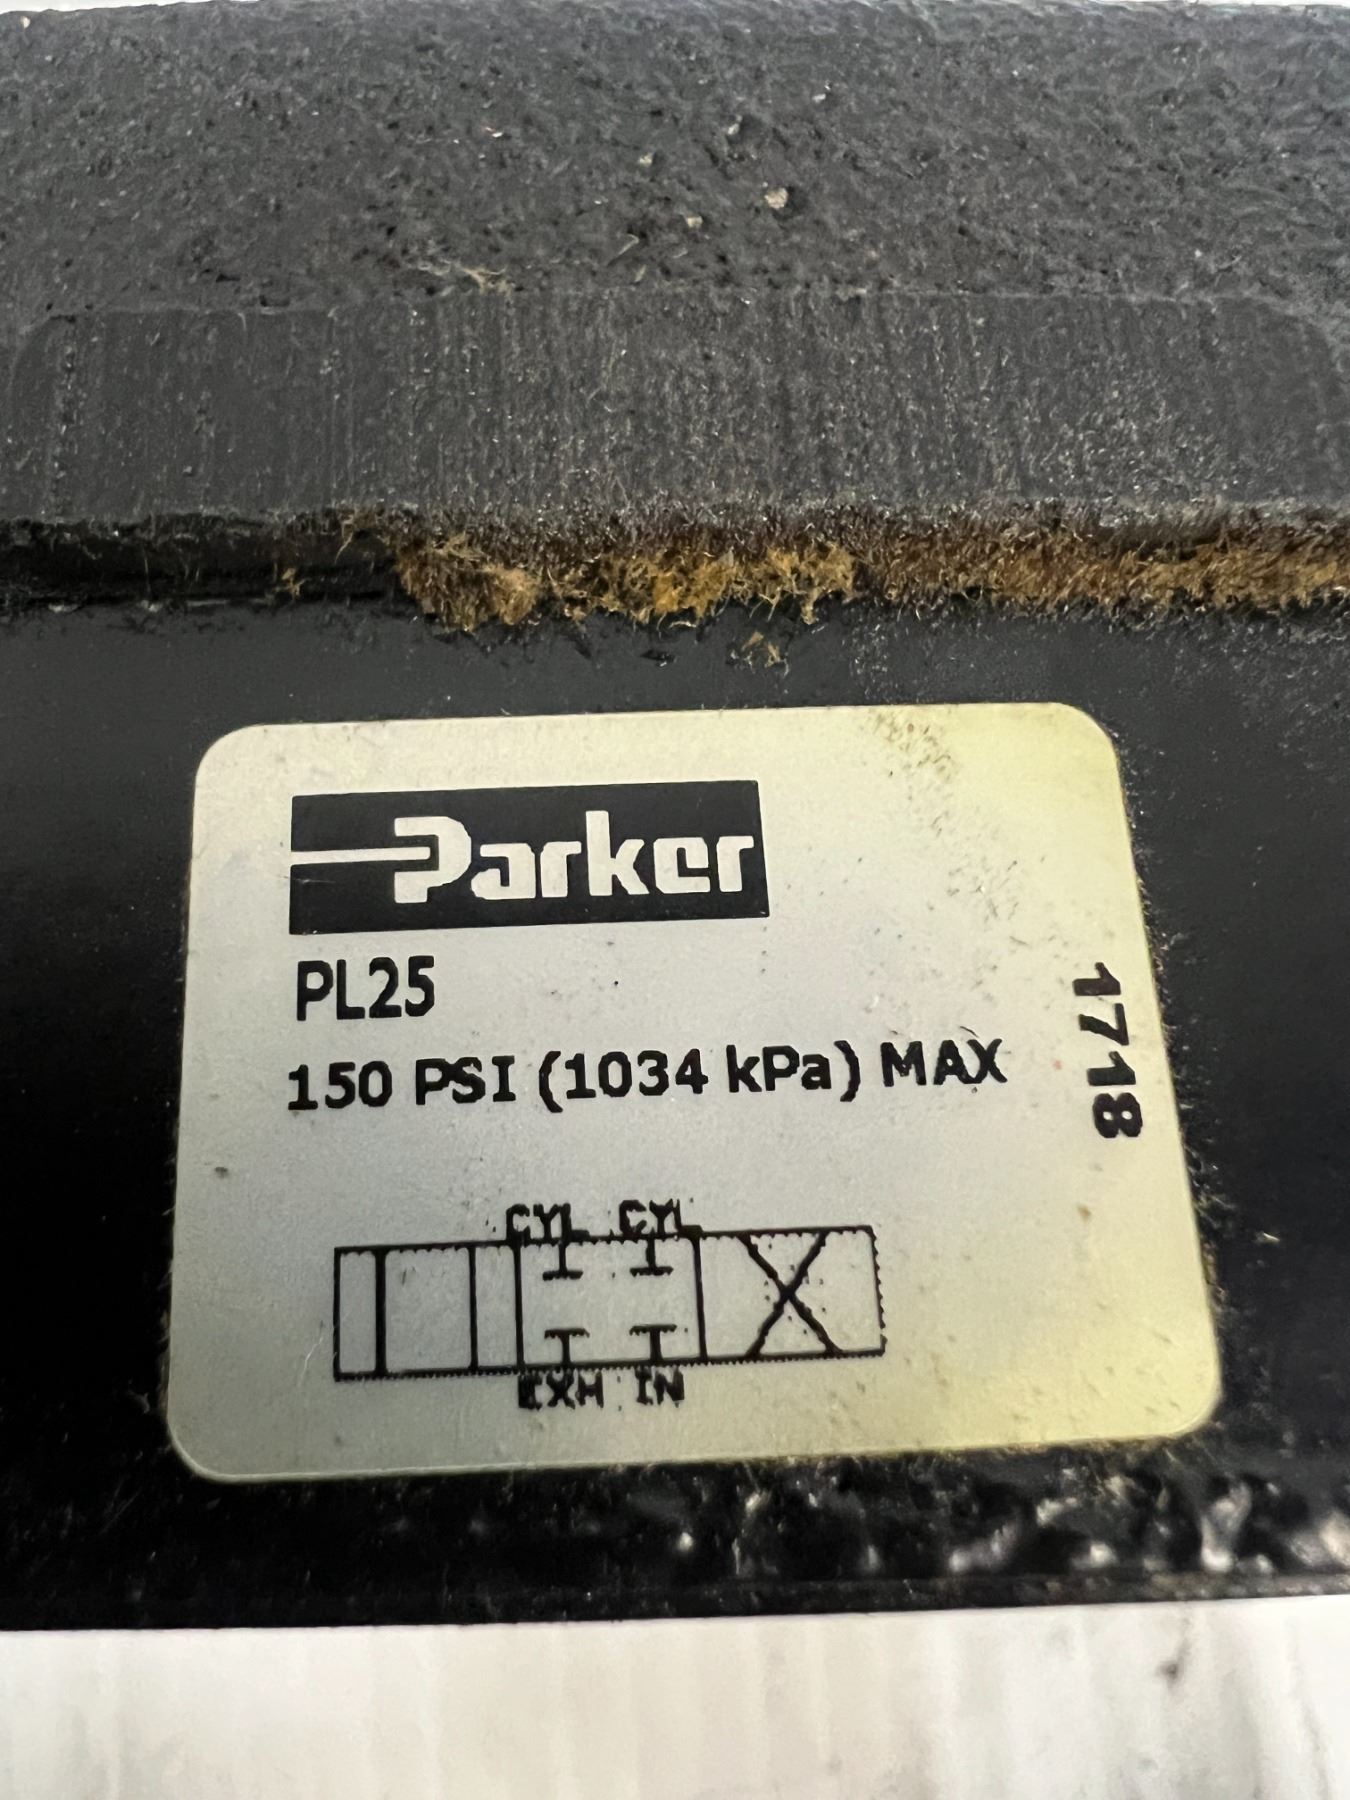 Parker
PL25
150 PSI (1034 kPa) MAX
1718
CYL CYL
EXH IN